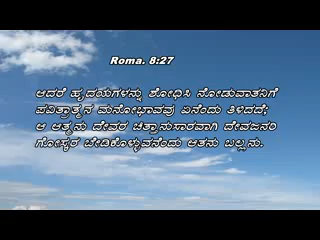 Roma. 8:27
ಆದರೆ ಹೃದಯಗಳನ್ನು ಶೋಧಿಸಿ ನೋಡುವಾತನಿಗೆ
ಪವಿತ್ರಾತ್ಮನ ಮನೋಭಾವವು ಏನೆಂದು ತಿಳಿದದೆ;
ಆ ಆತ್ಮನು ದೇವರ ಚಿತ್ತಾನುಸಾರವಾಗಿ ದೇವಜನರಿ
ಗೋಸ್ಕರ ಬೇಡಿಕೊಳ್ಳುವನೆಂದು ಆತನು ಬಲ್ಲನು.